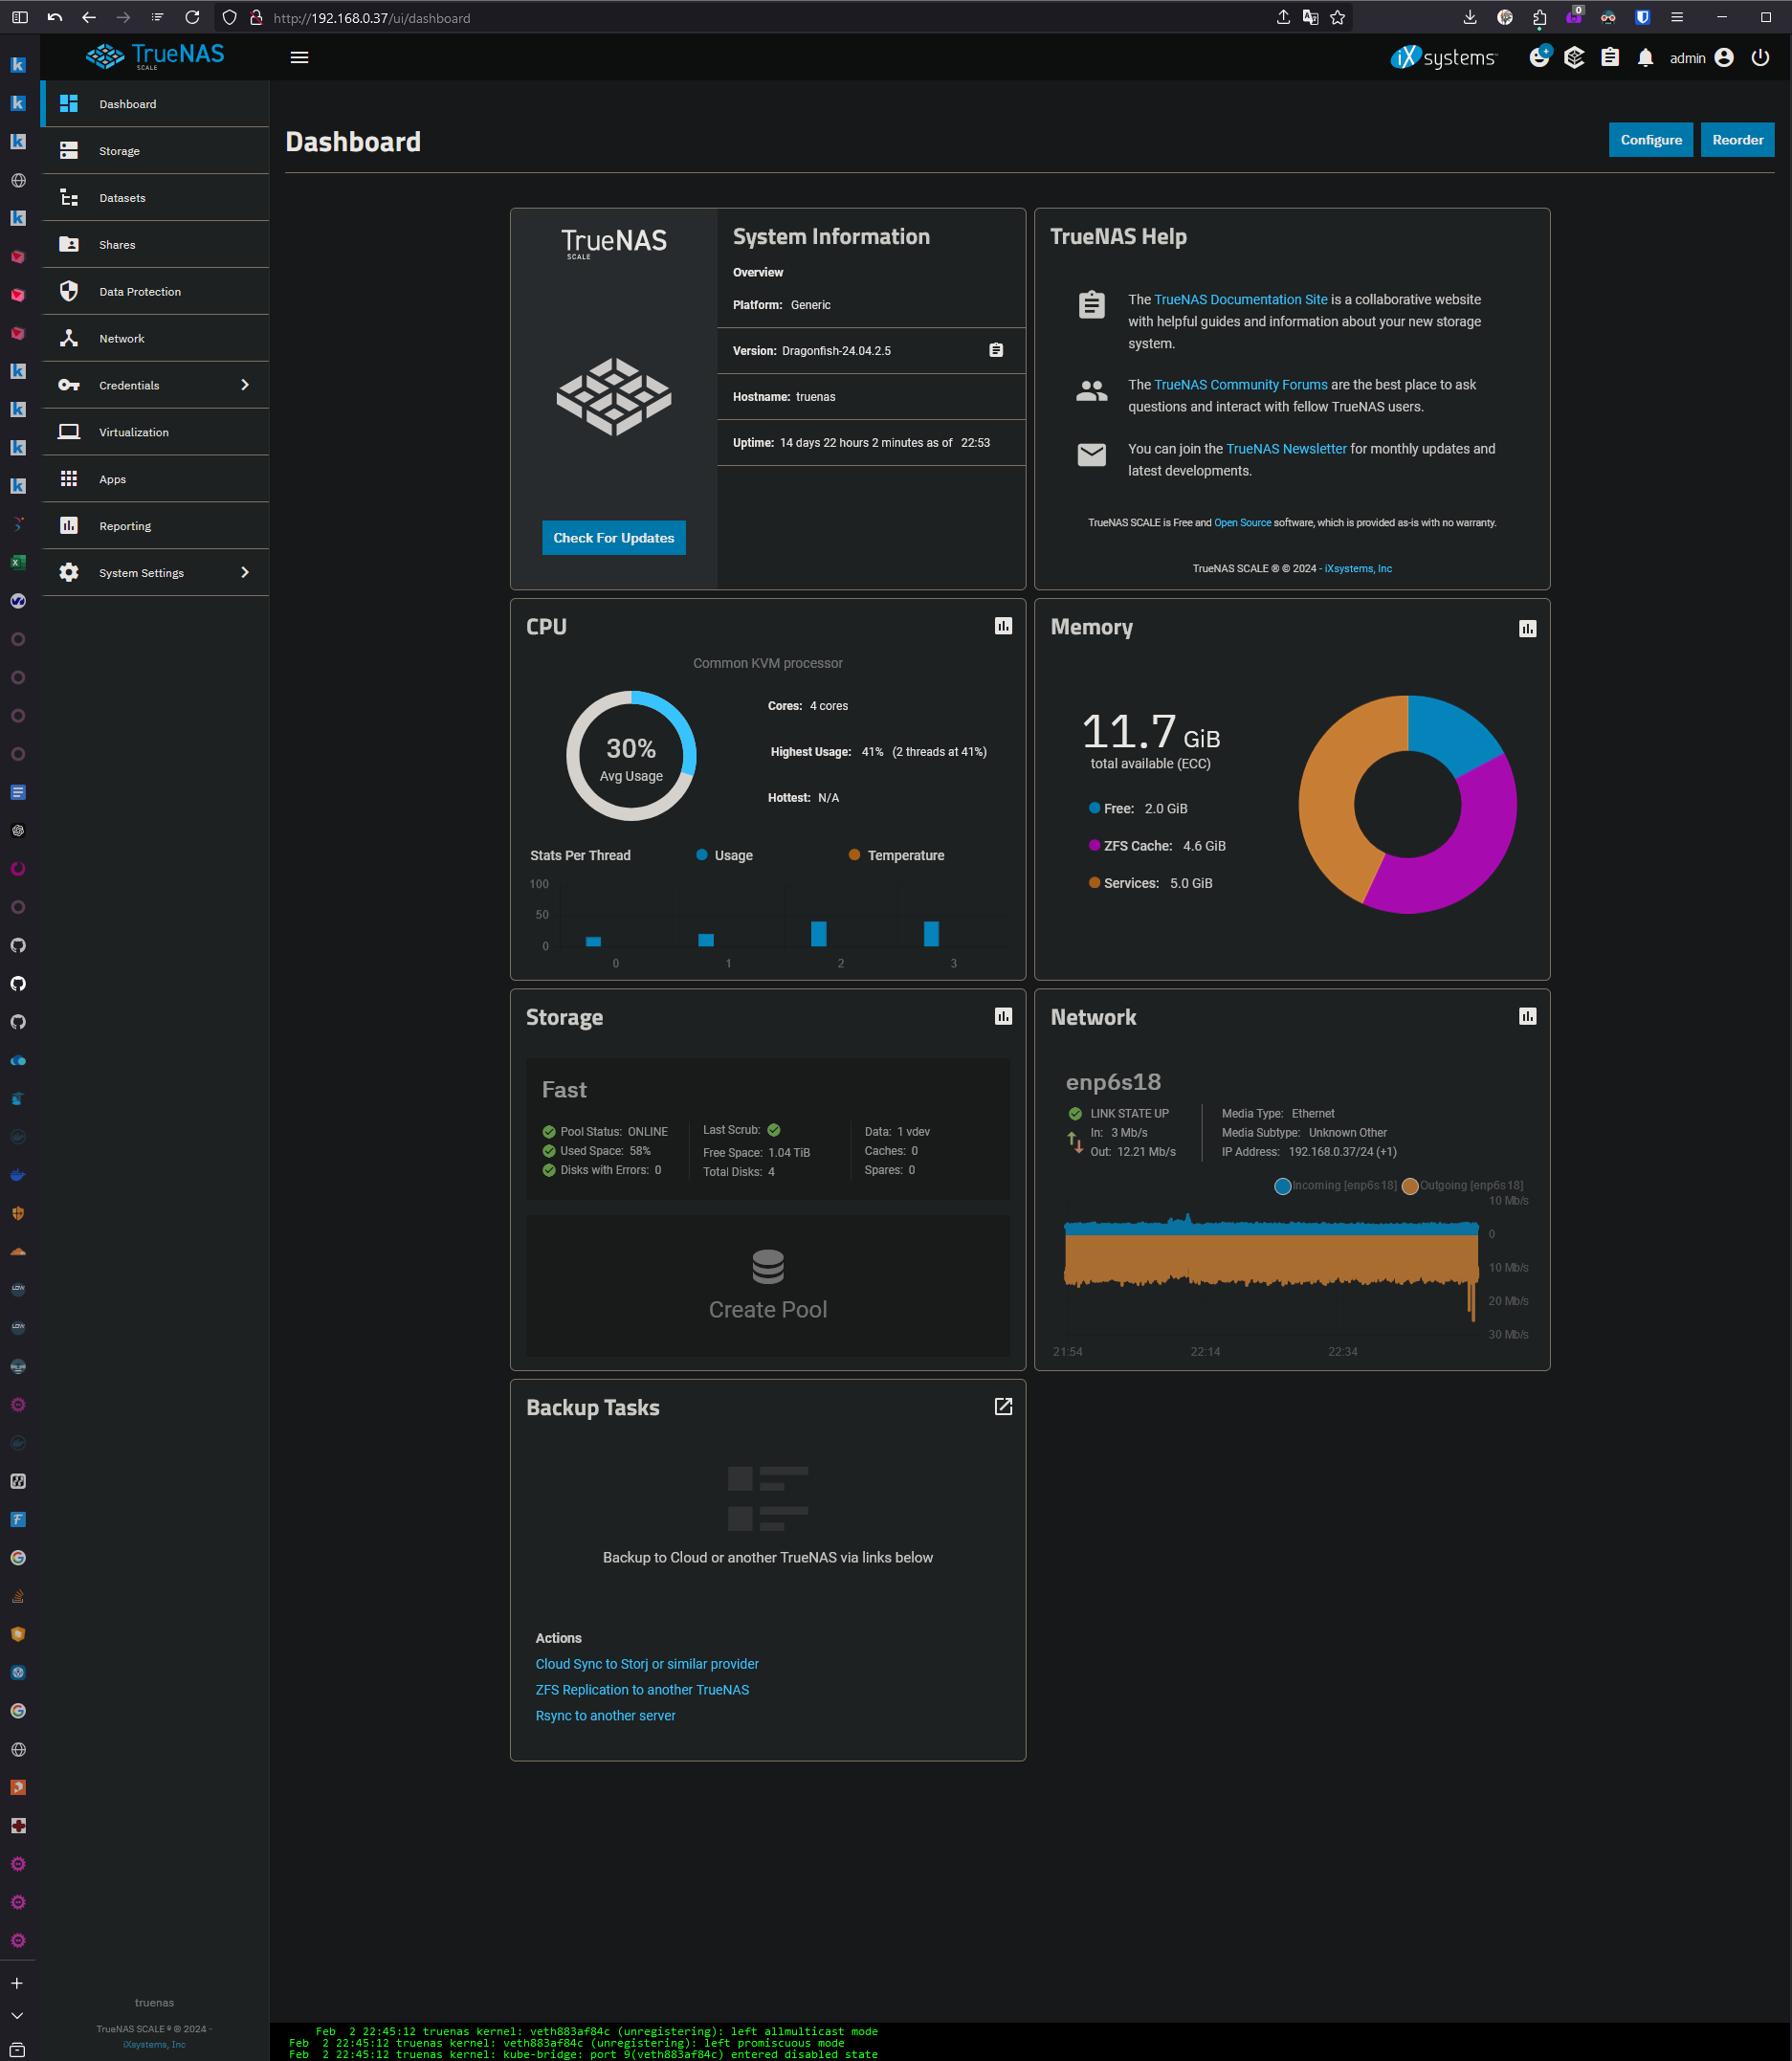 http://192.168.0.37/ui/dashboard
0
TrueNAS
SCALE
iXsystems™
admin
Dashboard
Storage
Datasets
Shares
Data Protection
Network
Credentials
Virtualization
Apps
Reporting
System Settings
Dashboard
Configure
Reorder
TrueNAS
SCALE
Check For Updates
System Information
Overview
Platform: Generic
Version: Dragonfish-24.04.2.5
Hostname: truenas
Uptime: 14 days 22 hours 2 minutes as of 22:53
TrueNAS Help
The TrueNAS Documentation Site is a collaborative website
with helpful guides and information about your new storage
system.
The TrueNAS Community Forums are the best place to ask
questions and interact with fellow TrueNAS users.
You can join the TrueNAS Newsletter for monthly updates and
latest developments.
TrueNAS SCALE is Free and Open Source software, which is provided as-is with no warranty.
TrueNAS SCALE ® © 2024 - iXsystems, Inc
CPU
Common KVM processor
30%
Avg Usage
Cores: 4 cores
Highest Usage: 41% (2 threads at 41%)
Hottest: N/A
Stats Per Thread
Usage
Temperature
100
50
0
0 1 2 3
Memory
11.7 GiB
total available (ECC)
Free: 2.0 GiB
ZFS Cache: 4.6 GiB
Services: 5.0 GiB
Storage
Fast
Pool Status: ONLINE
Used Space: 58%
Disks with Errors: 0
Last Scrub:
Free Space: 1.04 TiB
Total Disks: 4
Data: 1 vdev
Caches: 0
Spares: 0
Create Pool
Network
enp6s18
LINK STATE UP
In: 3 Mb/s
Out: 12.21 Mb/s
Media Type: Ethernet
Media Subtype: Unknown Other
IP Address: 192.168.0.37/24 (+1)
Incoming [enp6s18] Outgoing [enp6s18]
10 Mb/s
0
10 Mb/s
20 Mb/s
30 Mb/s
21:54 22:14 22:34
Backup Tasks
Backup to Cloud or another TrueNAS via links below
Actions
Cloud Sync to Storj or similar provider
ZFS Replication to another TrueNAS
Rsync to another server
truenas
TrueNAS SCALE ® © 2024 -
iXsystems, Inc
Feb 2 22:45:12 truenas kernel: veth883af84c (unregistering): left allmulticast mode
Feb 2 22:45:12 truenas kernel: veth883af84c (unregistering): left promiscuous mode
Feb 2 22:45:12 truenas kernel: kube-bridge: port 9(veth883af84c) entered disabled state